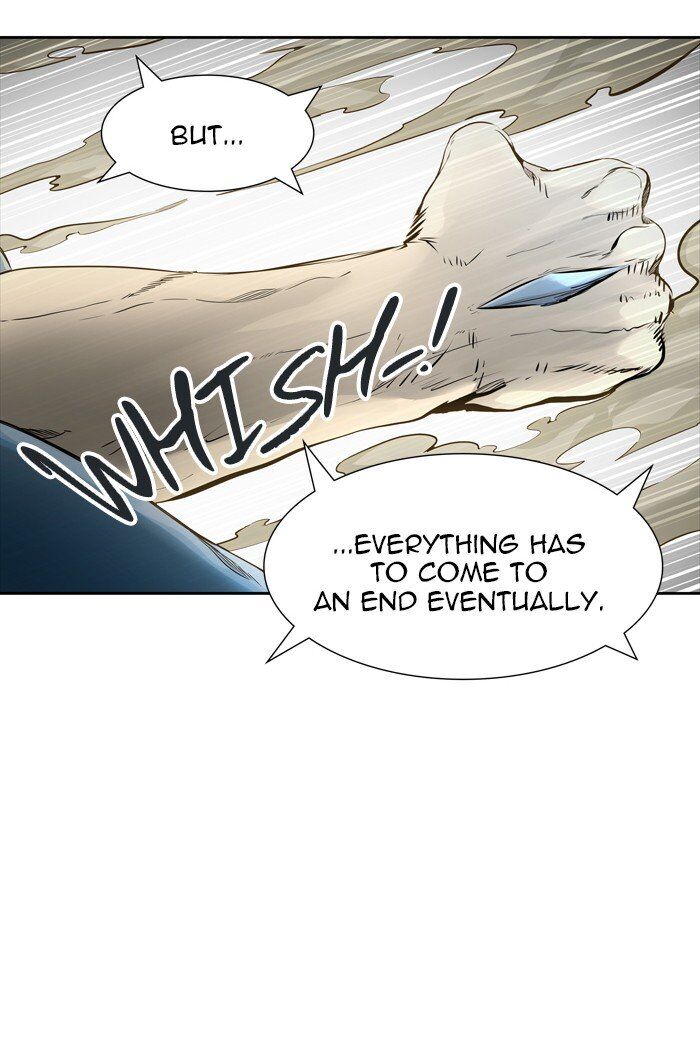 BUT...
WHISH-!
...EVERYTHING HAS
TO COME TO
AN END EVENTUALLY.